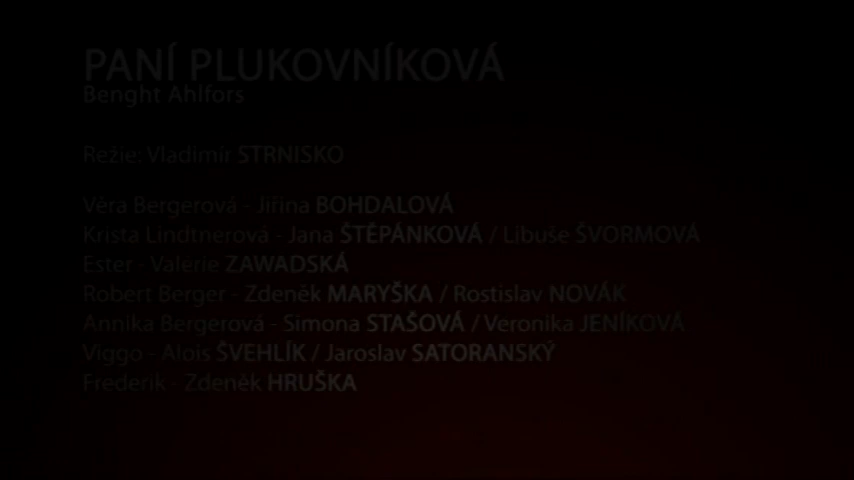 PANÍ PLUKOVNÍKOVÁ
Benght Ahlfors
Režie: Vladimír STRNISKO
Věra Bergerová - Jiřina BOHDALOVÁ
Krista Lindtnerová - Jana ŠTĚPÁNKOVÁ / Libuše ŠVORMOVÁ
Ester - Valerie ZAWADSKÁ
Robert Berger - Zdeněk MARYŠKA / Rostislav NOVÁK
Annika Bergerová - Simona STAŠOVÁ / Veronika JENÍKOVÁ
Viggo - Alois ŠVEHLÍK / Jaroslav SATORANSKÝ
Frederik - Zdeněk HRUŠKA